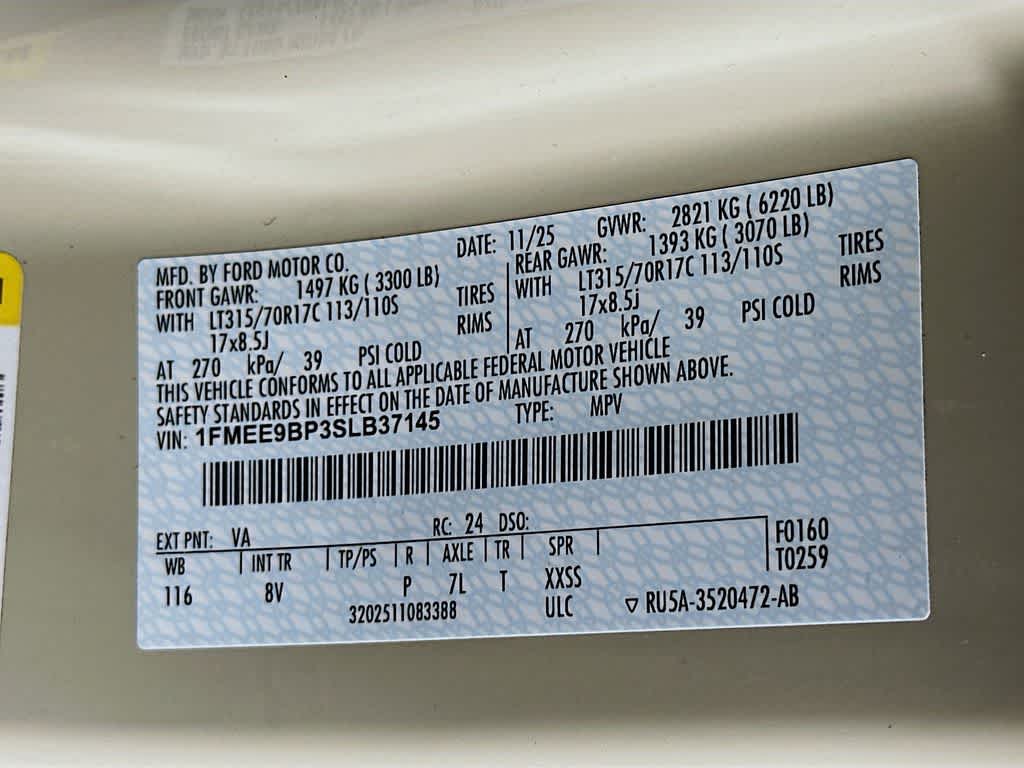 MFD. BY FORD MOTOR CO. DATE: 11/25 GVWR: 2821 KG ( 6220 LB)
FRONT GAWR: 1497 KG ( 3300 LB) REAR GAWR: 1393 KG ( 3070 LB)
WITH LT315/70R17C 113/110S TIRES WITH LT315/70R17C 113/110S TIRES
17x8.5J RIMS 17x8.5j RIMS
AT 270 kPa/ 39 PSI COLD AT 270 kPa/ 39 PSI COLD
THIS VEHICLE CONFORMS TO ALL APPLICABLE FEDERAL MOTOR VEHICLE
SAFETY STANDARDS IN EFFECT ON THE DATE OF MANUFACTURE SHOWN ABOVE.
VIN: 1FMEE9BP3SLB37145 TYPE: MPV
EXT PNT: VA RC: 24 DSO: F0160
WB INT TR TP/PS R AXLE TR SPR T0259
116 8V P 7L T XXSS
3202511083388 ULC ▽ RU5A-3520472-AB